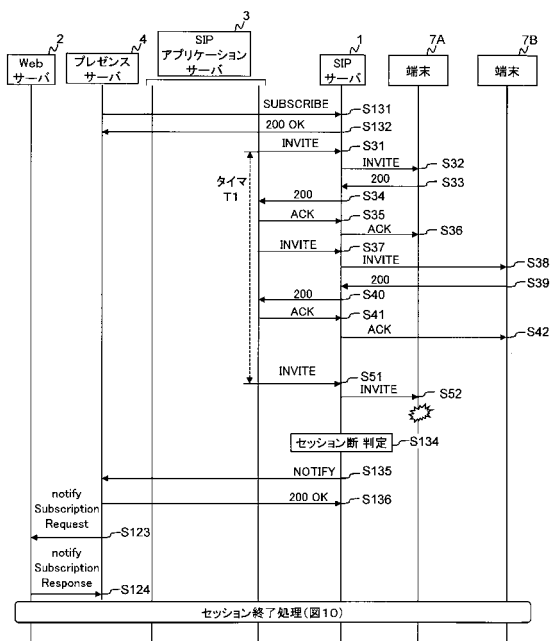 2
Web
サーバ
4
プレゼンス
サーバ
3
SIP
アプリケーション
サーバ
1
SIP
サーバ
7A
端末
7B
端末
SUBSCRIBE
S131
200 OK
S132
INVITE
S31
INVITE
S32
タイマ
T1
200
S33
200
S34
ACK
S35
ACK
S36
INVITE
S37
INVITE
S38
200
S39
200
S40
ACK
S41
ACK
S42
INVITE
S51
INVITE
S52
セッション断 判定
S134
NOTIFY
S135
200 OK
S136
notify
Subscription
Request
S123
notify
Subscription
Response
S124
セッション終了処理(図10)